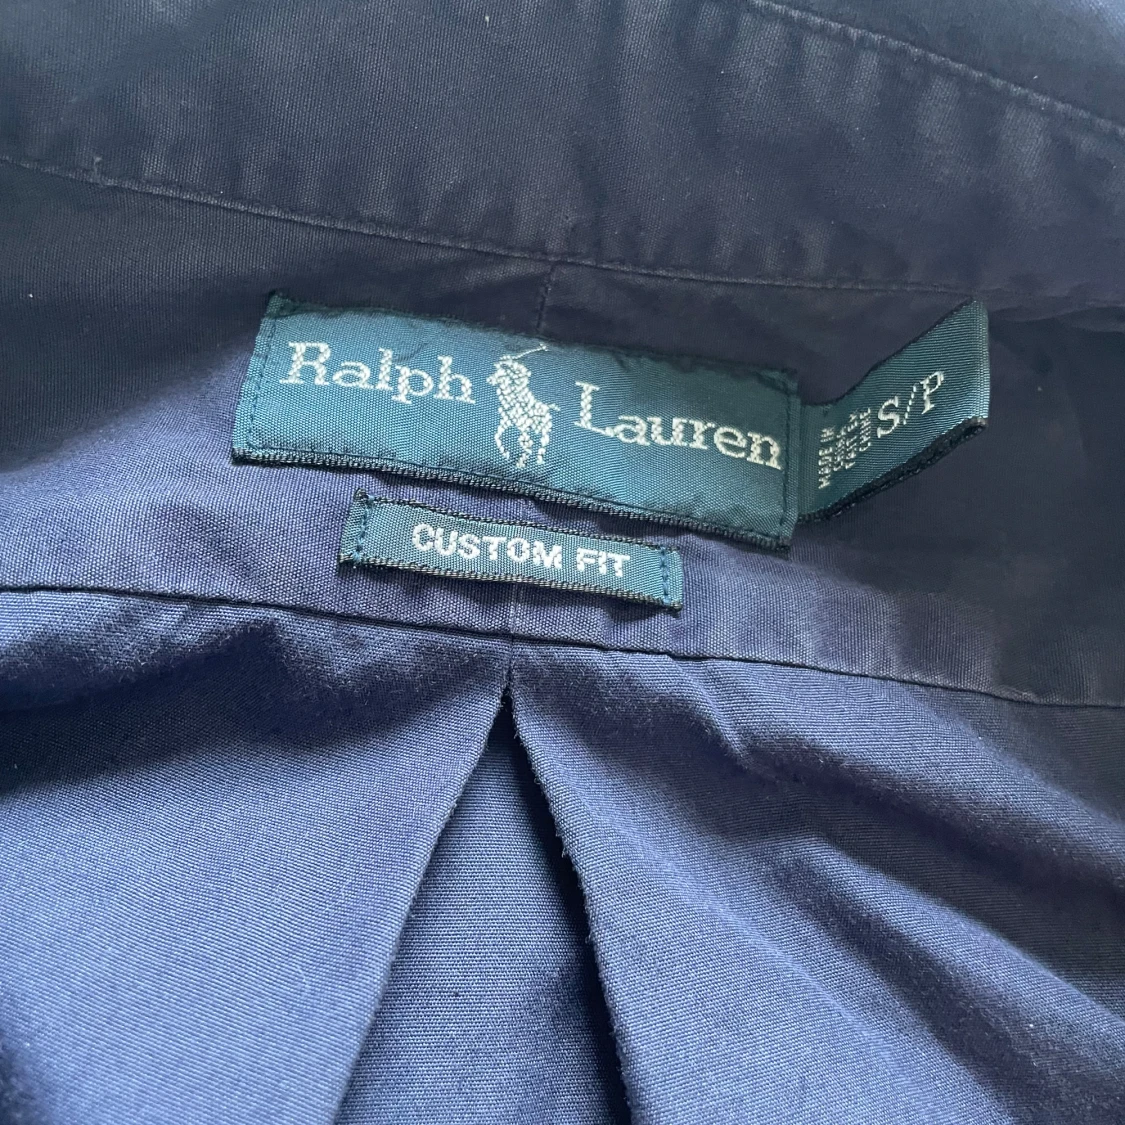 Ralph Lauren
S/P
CUSTOM FIT